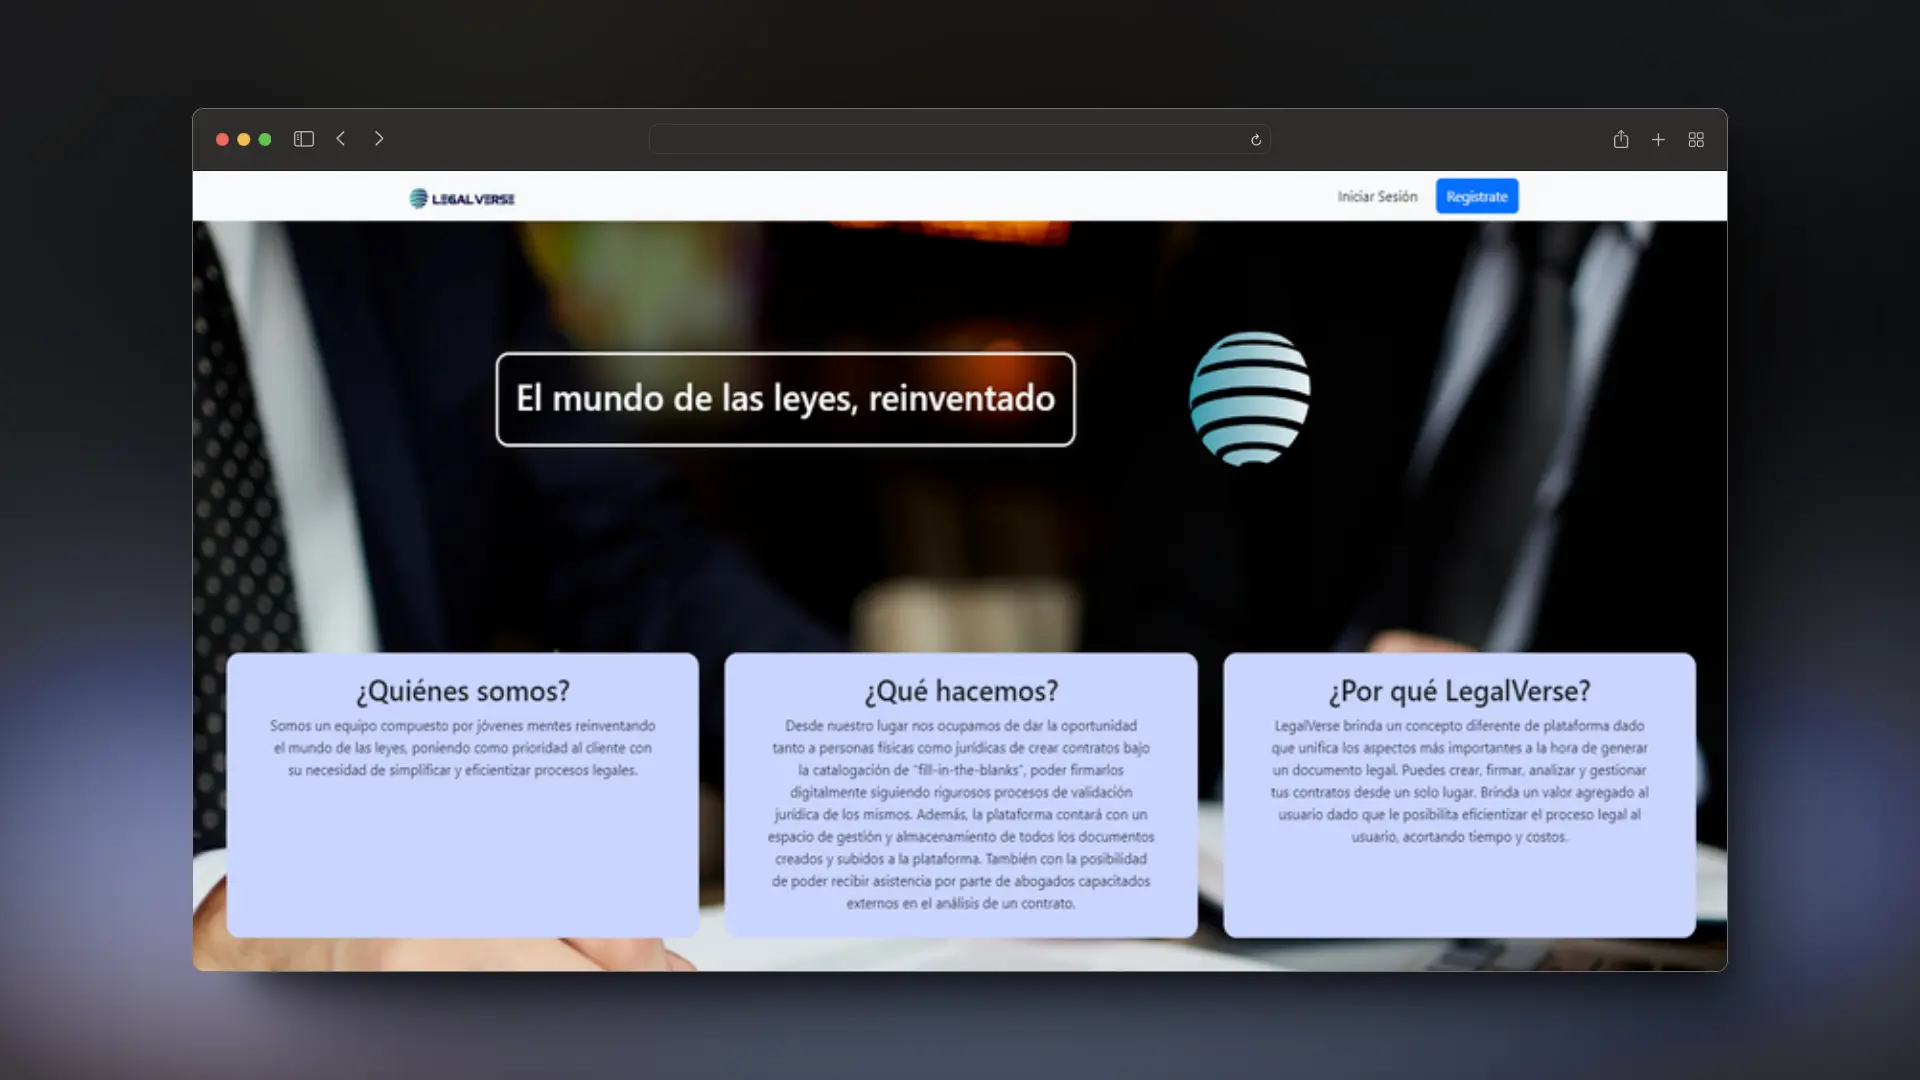 LEGALVERSE
Iniciar Sesión
Registrate
El mundo de las leyes, reinventado
¿Quiénes somos?
Somos un equipo compuesto por jóvenes mentes reinventando
el mundo de las leyes, poniendo como prioridad al cliente con
su necesidad de simplificar y eficientizar procesos legales.
¿Qué hacemos?
Desde nuestro lugar nos ocupamos de dar la oportunidad
tanto a personas físicas como jurídicas de crear contratos bajo
la catalogación de "fill-in-the-blanks", poder firmarlos
digitalmente siguiendo rigurosos procesos de validación
jurídica de los mismos. Además, la plataforma contará con un
espacio de gestión y almacenamiento de todos los documentos
creados y subidos a la plataforma. También con la posibilidad
de poder recibir asistencia por parte de abogados capacitados
externos en el análisis de un contrato.
¿Por qué LegalVerse?
LegalVerse brinda un concepto diferente de plataforma dado
que unifica los aspectos más importantes a la hora de generar
un documento legal. Puedes crear, firmar, analizar y gestionar
tus contratos desde un solo lugar. Brinda un valor agregado al
usuario dado que le posibilita eficientizar el proceso legal al
usuario, acortando tiempo y costos.